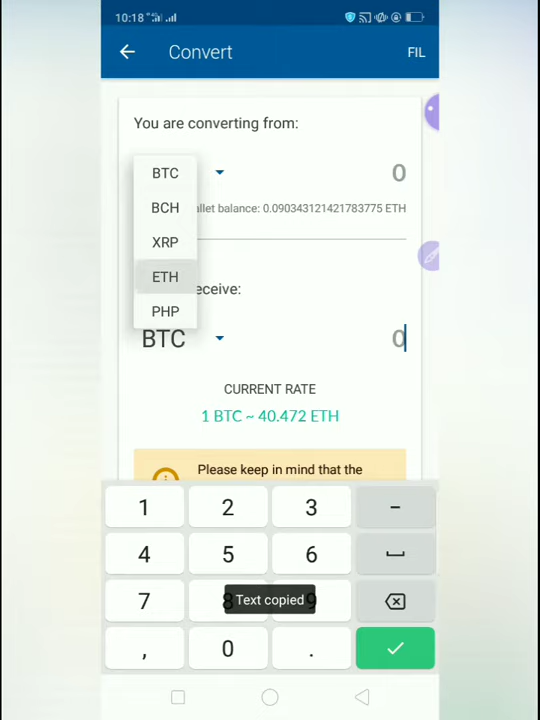 10:18
Convert
FIL
You are converting from:
BTC
0
BCH
allet balance: 0.090343121421783775 ETH
XRP
ETH
eceive:
PHP
BTC
0
CURRENT RATE
1 BTC ~ 40.472 ETH
Please keep in mind that the
1 2 3 -
4 5 6
7 8 9
Text copied
, 0 .